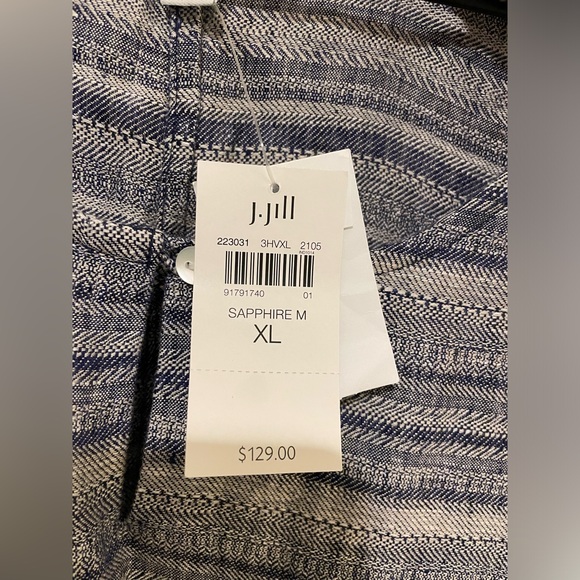 J.Jill
223031 3HVXL 2105
91791740 01
SAPPHIRE M
XL
$129.00